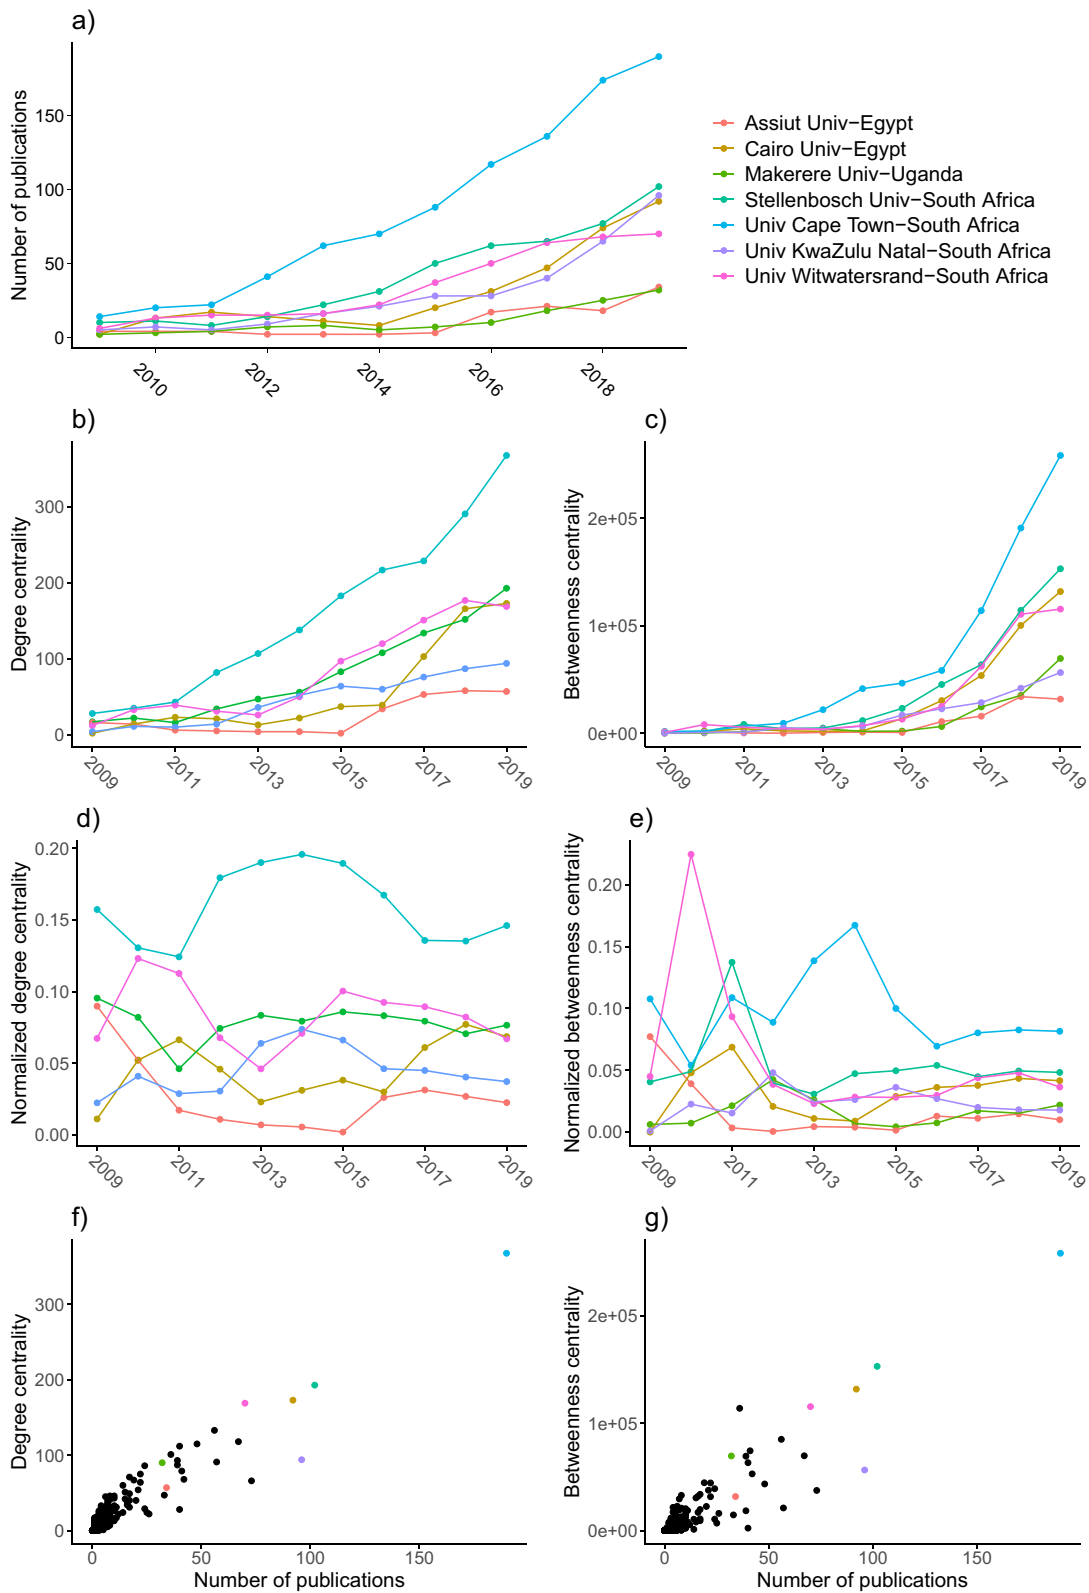 a)
Number of publications
150
100
50
0
2010
2012
2014
2016
2018
Assiut Univ−Egypt
Cairo Univ−Egypt
Makerere Univ−Uganda
Stellenbosch Univ−South Africa
Univ Cape Town−South Africa
Univ KwaZulu Natal−South Africa
Univ Witwatersrand−South Africa
b)
Degree centrality
300
200
100
0
2009
2011
2013
2015
2017
2019
c)
Betweenness centrality
2e+05
1e+05
0e+00
2009
2011
2013
2015
2017
2019
d)
Normalized degree centrality
0.20
0.15
0.10
0.05
0.00
2009
2011
2013
2015
2017
2019
e)
Normalized betweenness centrality
0.20
0.15
0.10
0.05
0.00
2009
2011
2013
2015
2017
2019
f)
Degree centrality
300
200
100
0
0
50
100
150
Number of publications
g)
Betweenness centrality
2e+05
1e+05
0e+00
0
50
100
150
Number of publications